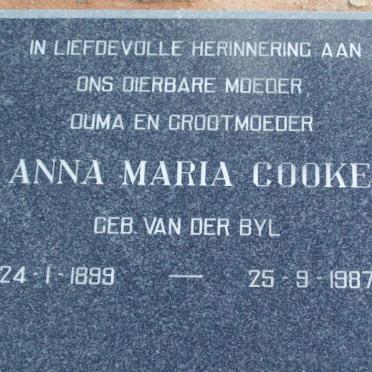 IN LIEFDEVOLLE HERINNERING AAN
ONS DIERBARE MOEDER
OUMA EN GROOTMOEDER
ANNA MARIA COOKE
GEB. VAN DER BYL
24-1-1899 — 25-9-1987